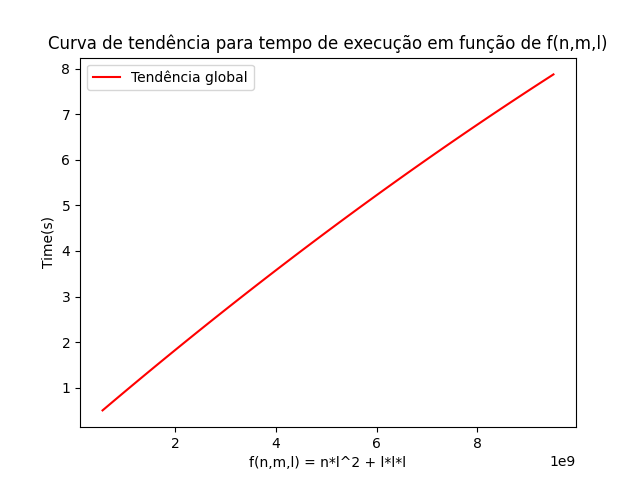 Curva de tendência para tempo de execução em função de f(n,m,l)
Tendência global
8
7
6
5
4
3
2
1
Time(s)
2 4 6 8
1e9
f(n,m,l) = n*l^2 + l*l*l